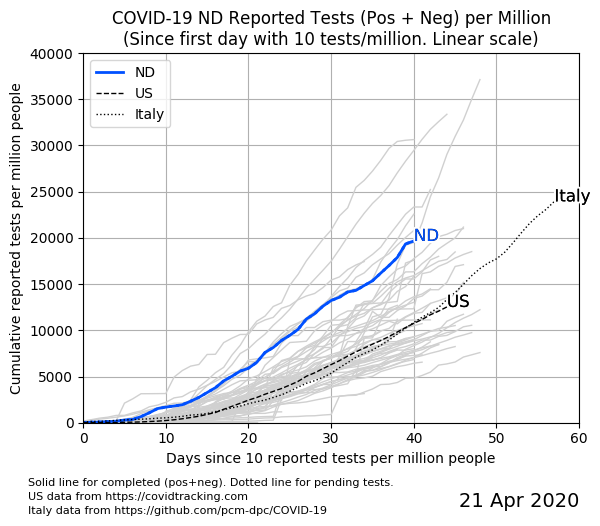 COVID-19 ND Reported Tests (Pos + Neg) per Million
(Since first day with 10 tests/million. Linear scale)
Cumulative reported tests per million people
40000
35000
30000
25000
20000
15000
10000
5000
0
ND
US
Italy
Italy
ND
US
0 10 20 30 40 50 60
Days since 10 roported tests per million people
Solid line for completed (pos+neg). Dotted line for pending tests.
US data from https://covidtracking.com
Italy data from https://github.com/pcm-dpc/COVID-19
21 Apr 2020